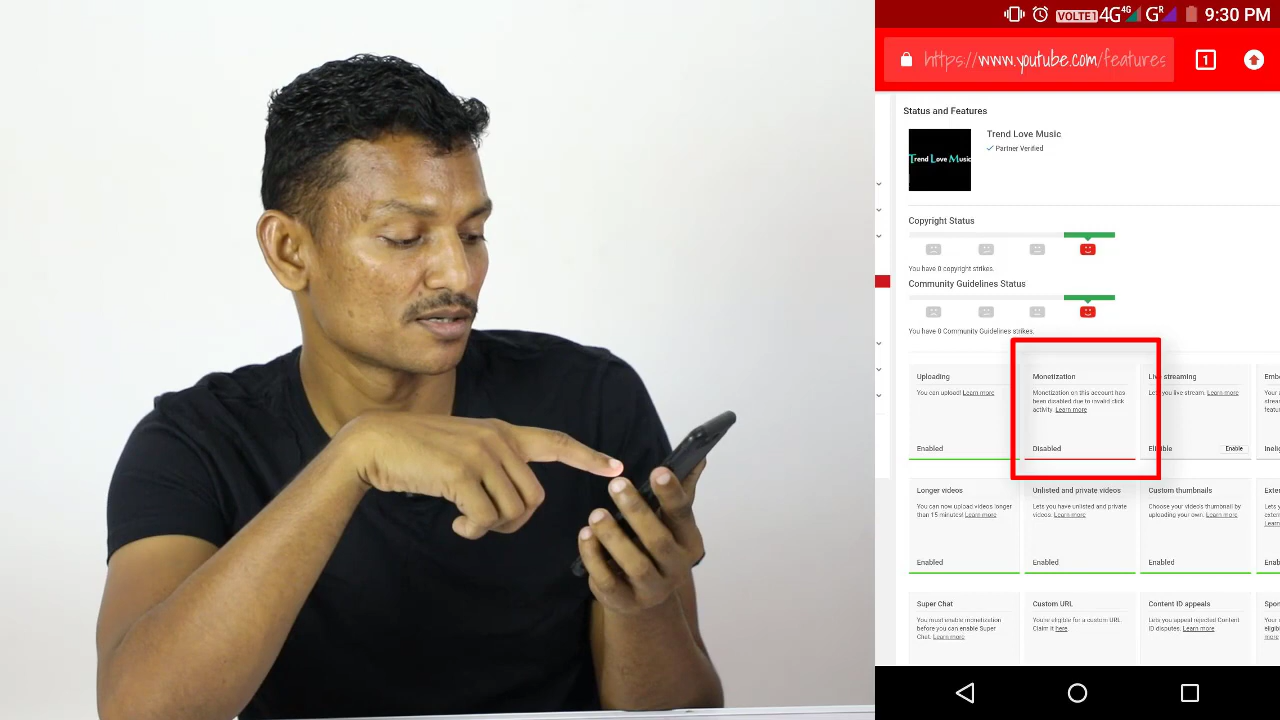 VOLTE1 4G 4G G R 9:30 PM
https://www.youtube.com/features
1
Status and Features
Trend Love Music
Trend Love Music
Partner Verified
Copyright Status
You have 0 copyright strikes.
Community Guidelines Status
You have 0 Community Guidelines strikes.
Uploading
You can upload! Learn more
Enabled
Monetization
Monetization on this account has
been disabled due to invalid click
activity. Learn more
Disabled
Live streaming
Lets you live stream. Learn more
Eligible
Enable
Longer videos
You can now upload videos longer
than 15 minutes! Learn more
Enabled
Unlisted and private videos
Lets you have unlisted and private
videos. Learn more
Enabled
Custom thumbnails
Choose your video's thumbnail by
uploading your own. Learn more
Enabled
Super Chat
You must enable monetization
before you can enable Super
Chat. Learn more
Custom URL
You're eligible for a custom URL
Claim it here.
Content ID appeals
Lets you appeal rejected Content
ID disputes. Learn more